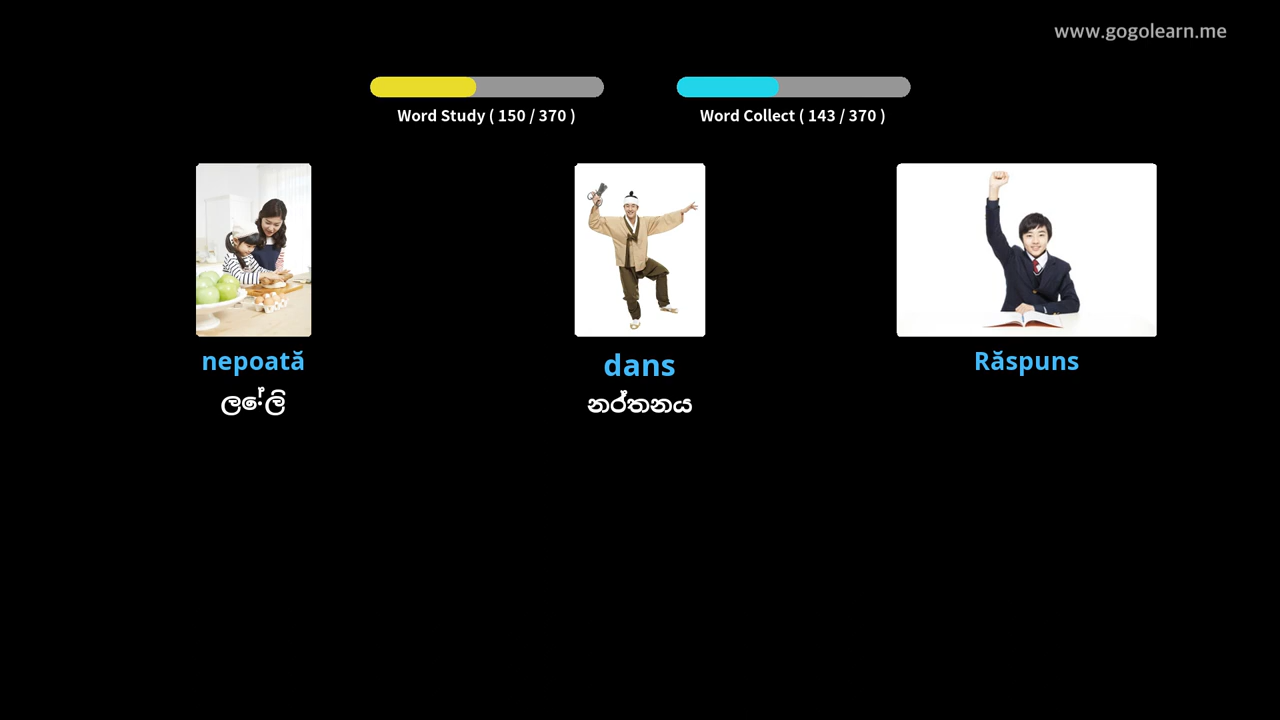 www.gogolearn.me
Word Study ( 150 / 370 )
Word Collect ( 143 / 370 )
nepoată
dans
Răspuns
නර්තනය